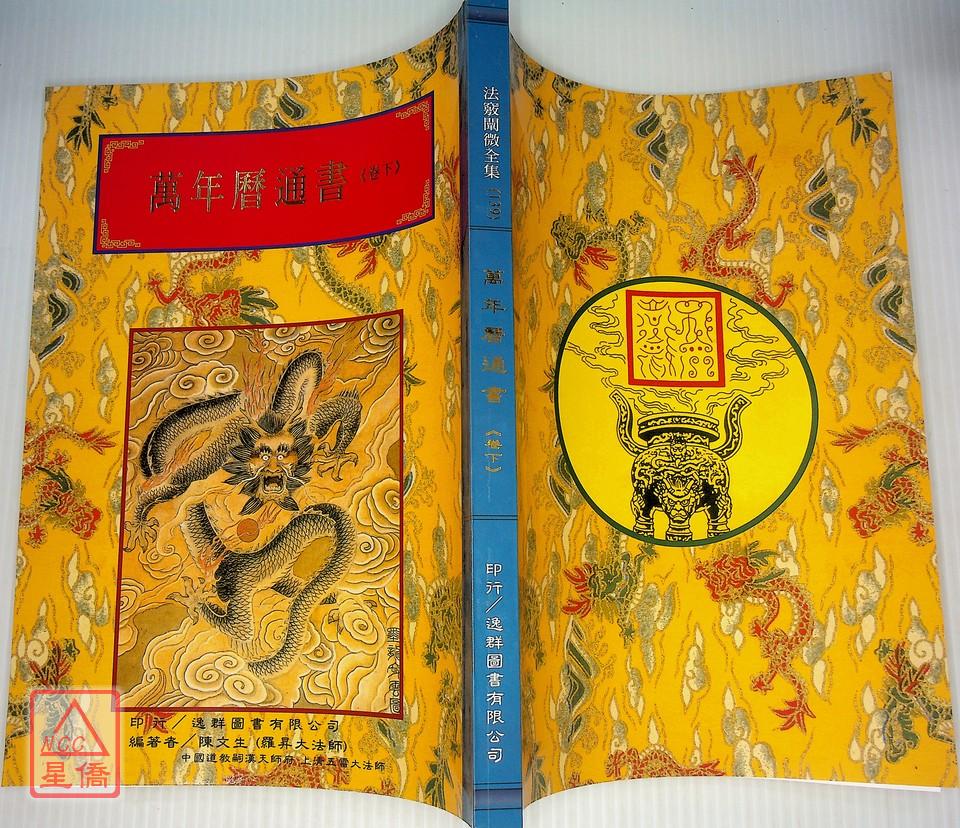 萬年曆通書《卷下》
印行／逸群圖書有限公司
編著者／陳文生(羅昇大法師)
中國道教嗣漢天師府 上清五雷大法師
法竅闡微全集(139)
萬年曆通書《卷下》
印行／逸群圖書有限公司
NCC
星僑